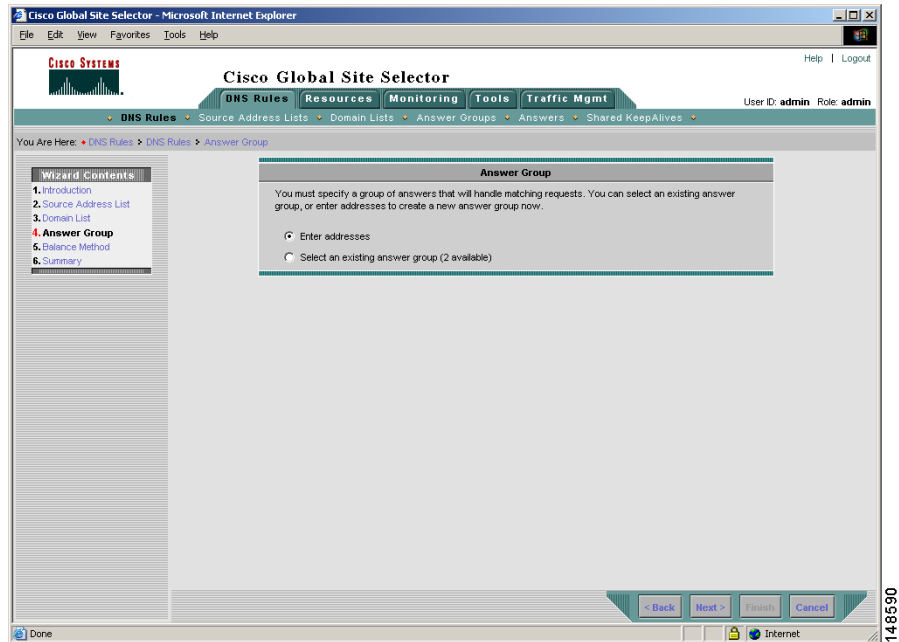 Cisco Global Site Selector - Microsoft Internet Explorer
File Edit View Favorites Tools Help
CISCO SYSTEMS
Help | Logout
Cisco Global Site Selector
DNS Rules Resources Monitoring Tools Traffic Mgmt
User ID: admin Role: admin
DNS Rules Source Address Lists Domain Lists Answer Groups Answers Shared KeepAlives
You Are Here: DNS Rules DNS Rules Answer Group
Wizard Contents
1. Introduction
2. Source Address List
3. Domain List
4. Answer Group
5. Balance Method
6. Summary
Answer Group
You must specify a group of answers that will handle matching requests. You can select an existing answer
group, or enter addresses to create a new answer group now.
Enter addresses
Select an existing answer group (2 available)
< Back Next > Finish Cancel
Done
Internet
148590